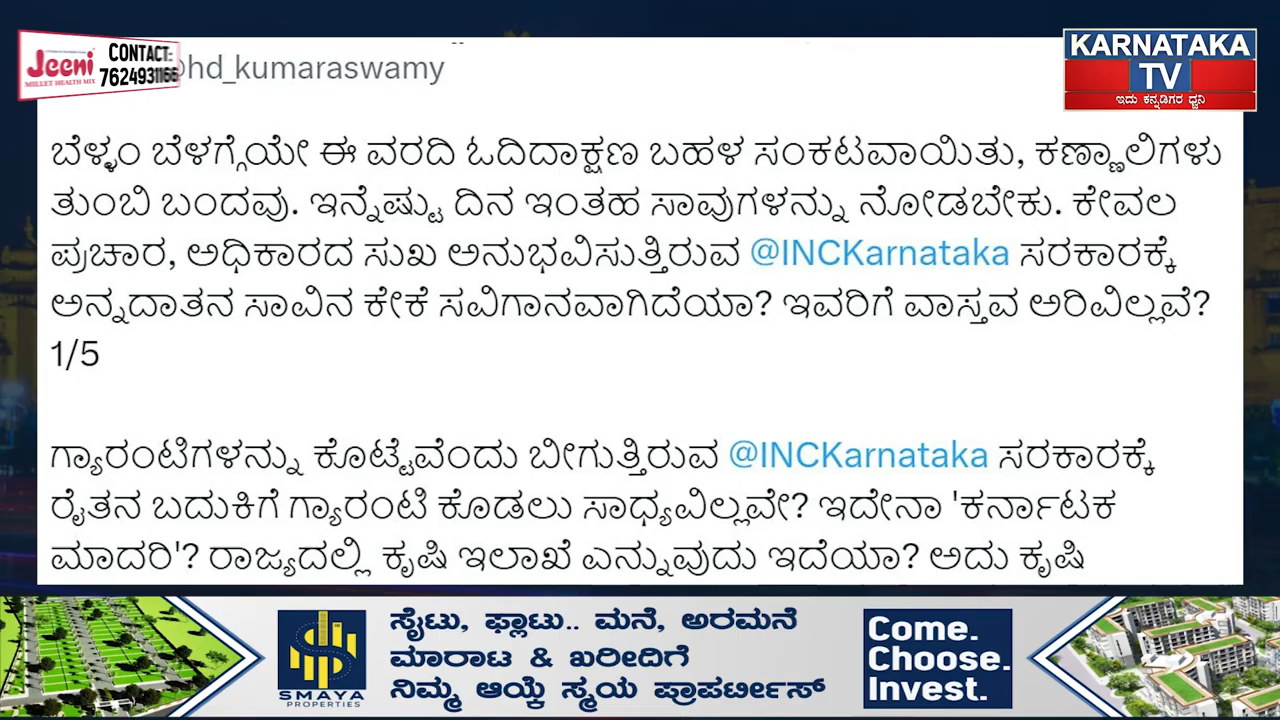 Jeeni
MILLET HEALTH MIX
CONTACT:
7624931166
hd_kumaraswamy
KARNATAKA
TV
ಇದು ಕನ್ನಡಿಗರ ಧ್ವನಿ
ಬೆಳ್ಳಂ ಬೆಳಗ್ಗೆಯೇ ಈ ವರದಿ ಓದಿದಾಕ್ಷಣ ಬಹಳ ಸಂಕಟವಾಯಿತು, ಕಣ್ಣಾಲಿಗಳು
ತುಂಬಿ ಬಂದವು. ಇನ್ನೆಷ್ಟು ದಿನ ಇಂತಹ ಸಾವುಗಳನ್ನು ನೋಡಬೇಕು. ಕೇವಲ
ಪ್ರಚಾರ, ಅಧಿಕಾರದ ಸುಖ ಅನುಭವಿಸುತ್ತಿರುವ @INCKarnataka ಸರಕಾರಕ್ಕೆ
ಅನ್ನದಾತನ ಸಾವಿನ ಕೇಕೆ ಸವಿಗಾನವಾಗಿದೆಯಾ? ಇವರಿಗೆ ವಾಸ್ತವ ಅರಿವಿಲ್ಲವೆ?
1/5
ಗ್ಯಾರಂಟಿಗಳನ್ನು ಕೊಟ್ಟೆವೆಂದು ಬೀಗುತ್ತಿರುವ @INCKarnataka ಸರಕಾರಕ್ಕೆ
ರೈತನ ಬದುಕಿಗೆ ಗ್ಯಾರಂಟಿ ಕೊಡಲು ಸಾಧ್ಯವಿಲ್ಲವೇ? ಇದೇನಾ 'ಕರ್ನಾಟಕ
ಮಾದರಿ'? ರಾಜ್ಯದಲ್ಲಿ ಕೃಷಿ ಇಲಾಖೆ ಎನ್ನುವುದು ಇದೆಯಾ? ಅದು ಕೃಷಿ
SMAYA
PROPERTIES
ಸೈಟು, ಫ್ಲಾಟು.. ಮನೆ, ಅರಮನೆ
ಮಾರಾಟ & ಖರೀದಿಗೆ
ನಿಮ್ಮ ಆಯ್ಕೆ ಸ್ಮಯ ಪ್ರಾಪರ್ಟೀಸ್
Come.
Choose.
Invest.